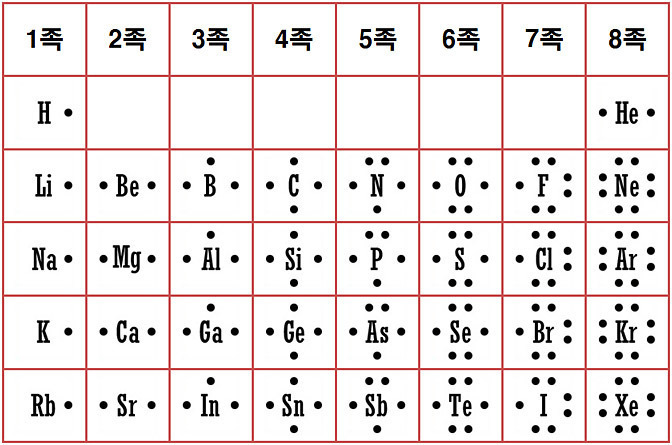 1족 2족 3족 4족 5족 6족 7족 8족
H He
Li Be B C N O F Ne
Na Mg Al Si P S Cl Ar
K Ca Ga Ge As Se Br Kr
Rb Sr In Sn Sb Te I Xe